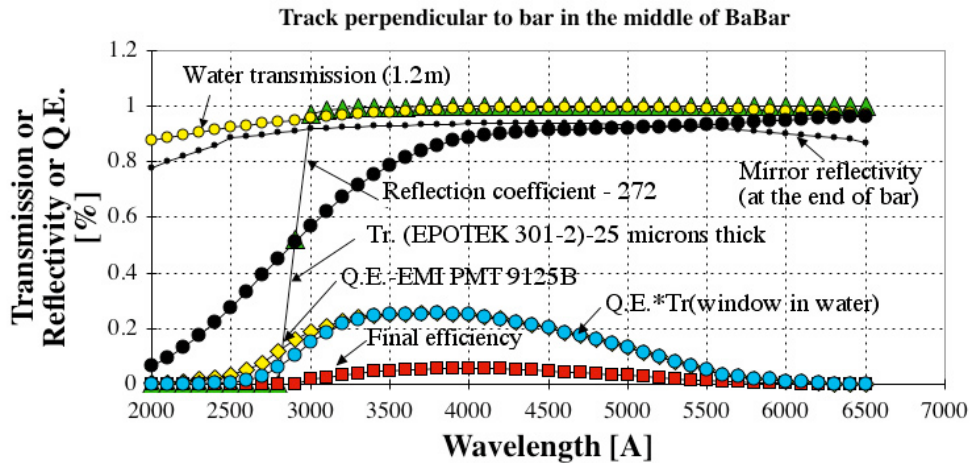 Track perpendicular to bar in the middle of BaBar
Transmission or
Reflectivity or Q.E.
[%]
1.2
1
0.8
0.6
0.4
0.2
0
Water transmission (1.2m)
Mirror reflectivity
(at the end of bar)
Reflection coefficient - 272
Tr. (EPOTEK 301-2)-25 microns thick
Q.E.-EMI PMT 9125B
Q.E.*Tr(window in water)
Final efficiency
2000 2500 3000 3500 4000 4500 5000 5500 6000 6500 7000
Wavelength [A]